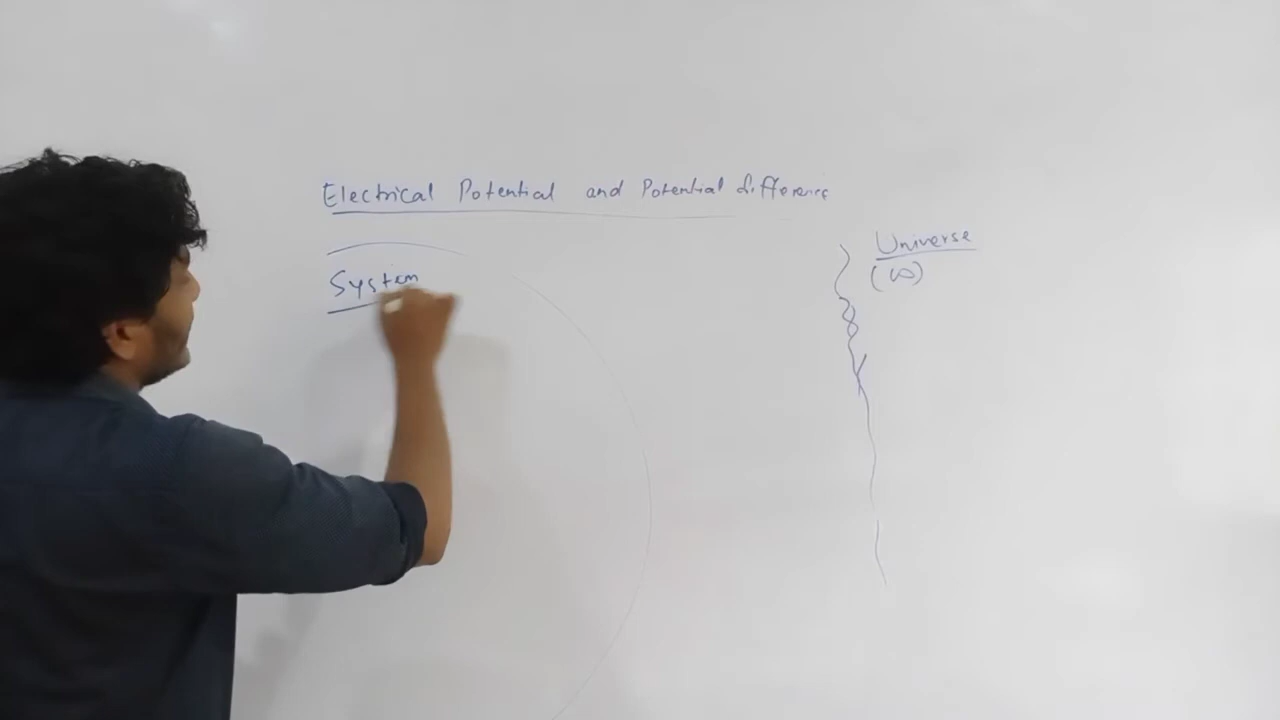 Electrical Potential and Potential difference
System
Universe
(∞)